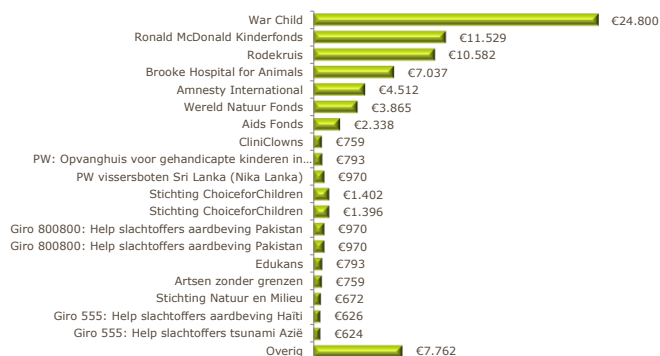 War Child €24.800
Ronald McDonald Kinderfonds €11.529
Rodekruis €10.582
Brooke Hospital for Animals €7.037
Amnesty International €4.512
Wereld Natuur Fonds €3.865
Aids Fonds €2.338
CliniClowns €759
PW: Opvanghuis voor gehandicapte kinderen in... €793
PW vissersboten Sri Lanka (Nika Lanka) €970
Stichting ChoiceforChildren €1.402
Stichting ChoiceforChildren €1.396
Giro 800800: Help slachtoffers aardbeving Pakistan €970
Giro 800800: Help slachtoffers aardbeving Pakistan €970
Edukans €793
Artsen zonder grenzen €759
Stichting Natuur en Milieu €672
Giro 555: Help slachtoffers aardbeving Haïti €626
Giro 555: Help slachtoffers tsunami Azië €624
Overig €7.762